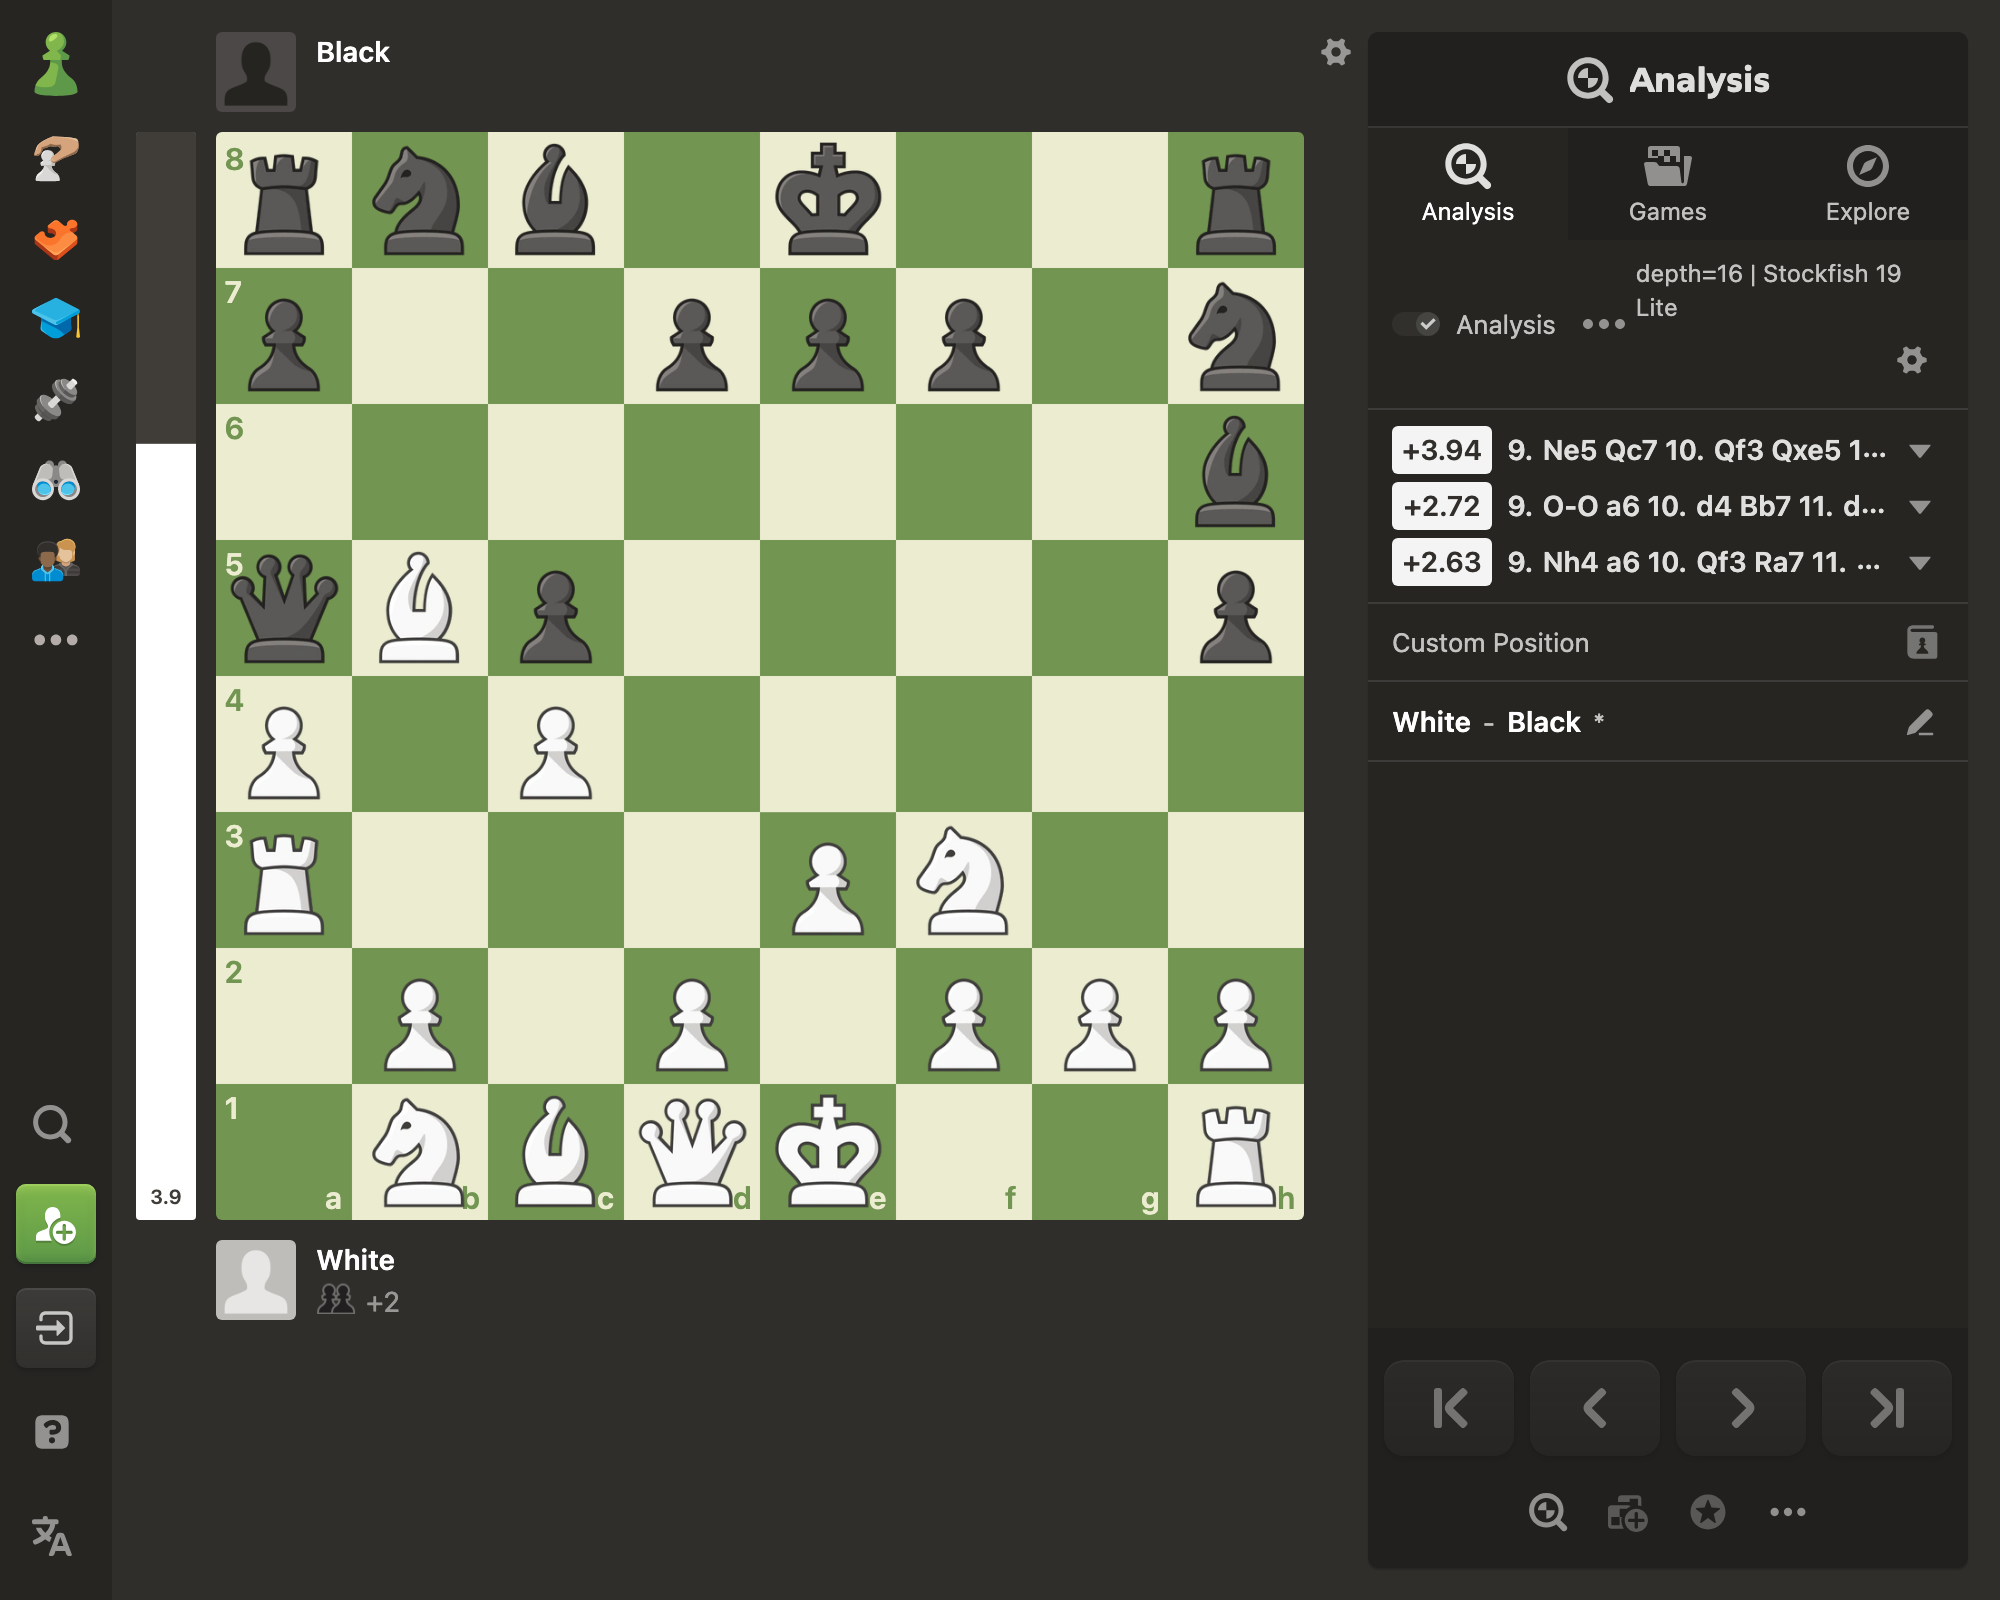 Black
8
7
6
5
4
3
2
1
a
b
c
d
e
f
g
h
3.9
White
+2
Analysis
Analysis
Games
Explore
Analysis
depth=16 | Stockfish 19
Lite
+3.94 9. Ne5 Qc7 10. Qf3 Qxe5 1...
+2.72 9. O-O a6 10. d4 Bb7 11. d...
+2.63 9. Nh4 a6 10. Qf3 Ra7 11. ...
Custom Position
White - Black *